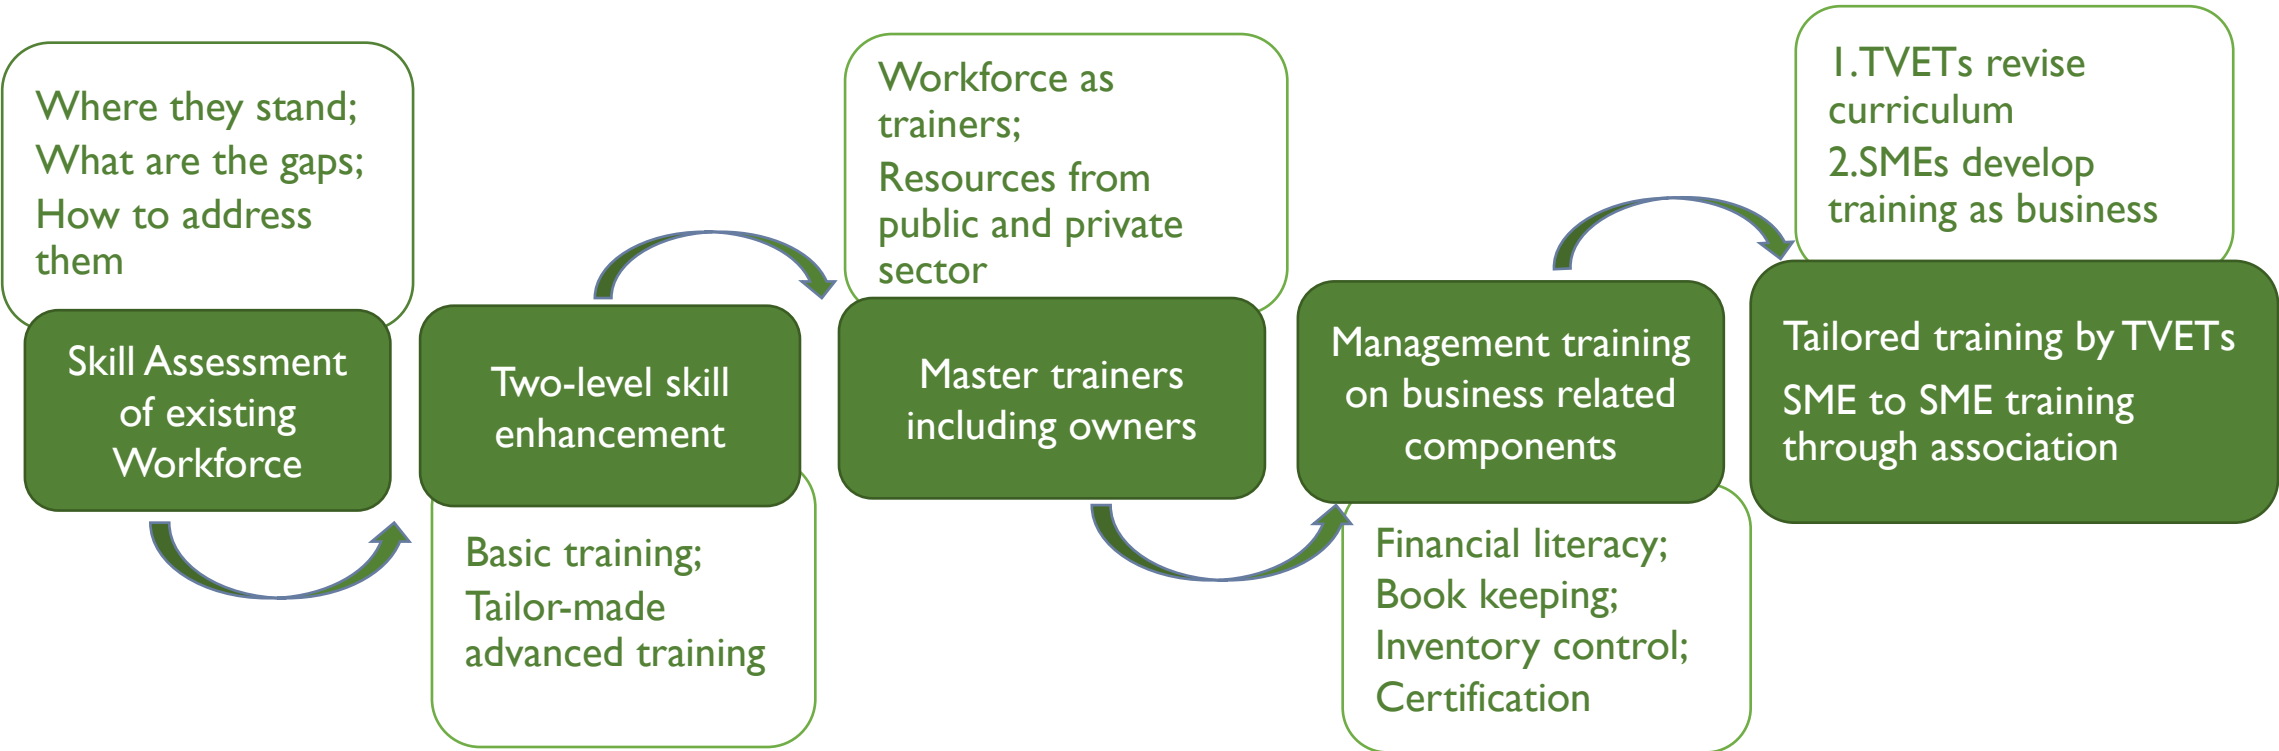 Where they stand;
What are the gaps;
How to address
them
Skill Assessment
of existing
Workforce
Two-level skill
enhancement
Basic training;
Tailor-made
advanced training
Workforce as
trainers;
Resources from
public and private
sector
Master trainers
including owners
Management training
on business related
components
Financial literacy;
Book keeping;
Inventory control;
Certification
1.TVETs revise
curriculum
2.SMEs develop
training as business
Tailored training by TVETs
SME to SME training
through association